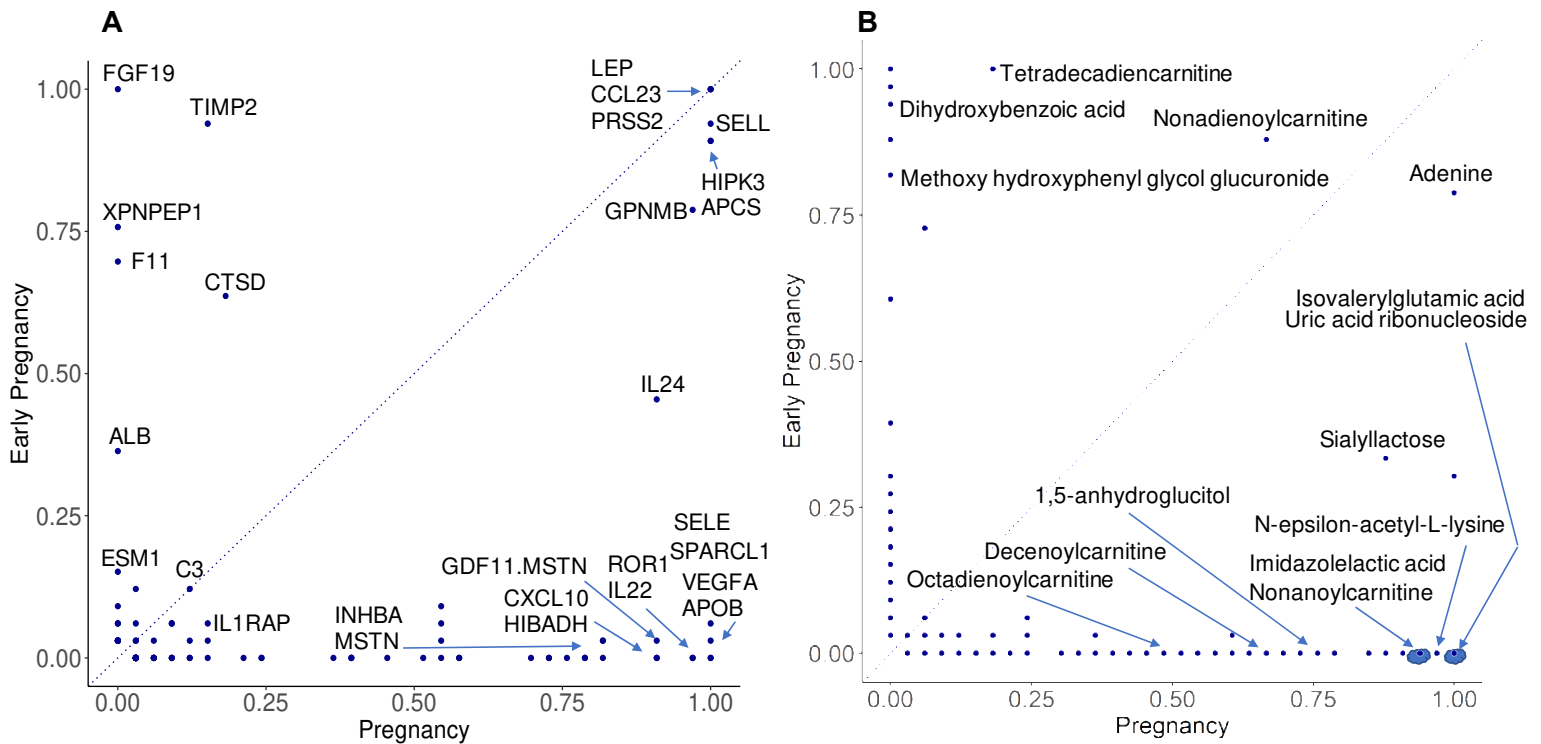 A
FGF19
TIMP2
LEP
CCL23
PRSS2
SELL
HIPK3
APCS
GPNMB
XPNPEP1
F11
CTSD
IL24
ALB
ESM1
C3
IL1RAP
INHBA
MSTN
GDF11.MSTN
CXCL10
HIBADH
ROR1
IL22
SELE
SPARCL1
VEGFA
APOB
1.00
0.75
0.50
0.25
0.00
0.00 0.25 0.50 0.75 1.00
Early Pregnancy
Pregnancy
B
Tetradecadiencarnitine
Dihydroxybenzoic acid
Nonadienoylcarnitine
Methoxy hydroxyphenyl glycol glucuronide
Adenine
Isovalerylglutamic acid
Uric acid ribonucleoside
Sialyllactose
1,5-anhydroglucitol
N-epsilon-acetyl-L-lysine
Decenoylcarnitine
Octadienoylcarnitine
Imidazolelactic acid
Nonanoylcarnitine
1.00
0.75
0.50
0.25
0.00
0.00 0.25 0.50 0.75 1.00
Early Pregnancy
Pregnancy